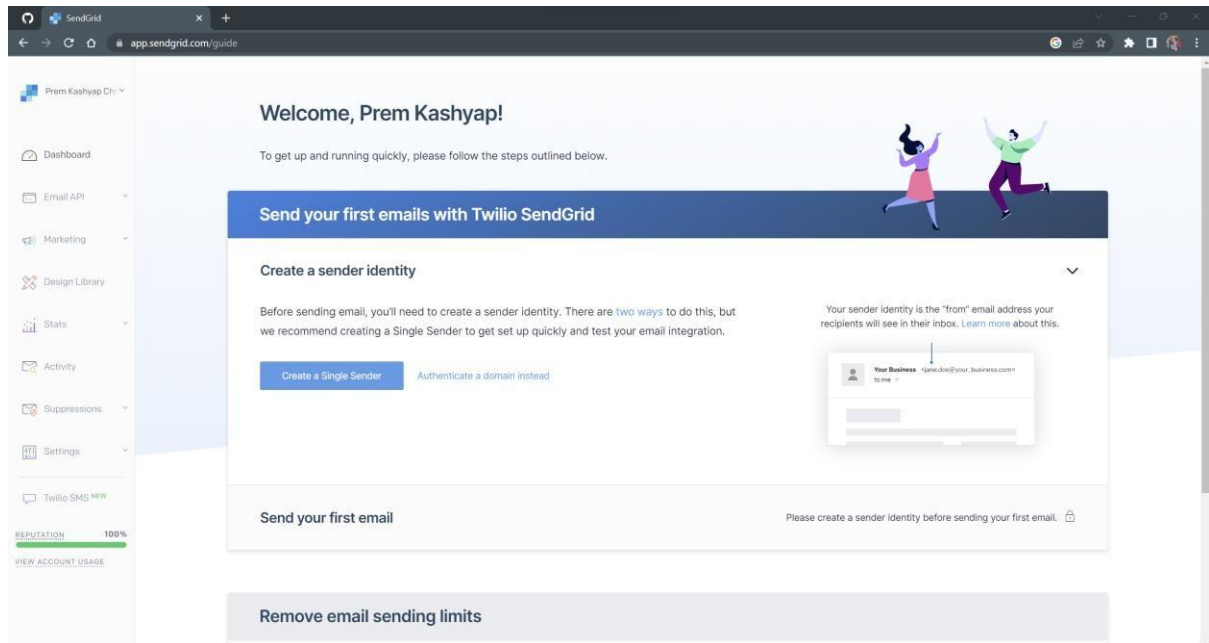 SendGrid
app.sendgrid.com/guide
Prem Kashyap Ch
Dashboard
Email API
Marketing
Design Library
Stats
Activity
Suppressions
Settings
Twilio SMS NEW
REPUTATION 100%
VIEW ACCOUNT USAGE
Welcome, Prem Kashyap!
To get up and running quickly, please follow the steps outlined below.
Send your first emails with Twilio SendGrid
Create a sender identity
Before sending email, you'll need to create a sender identity. There are two ways to do this, but
we recommend creating a Single Sender to get set up quickly and test your email integration.
Create a Single Sender
Authenticate a domain instead
Your sender identity is the "from" email address your
recipients will see in their inbox. Learn more about this.
Your Business <jane.doe@your_business.com>
to me
Send your first email
Please create a sender identity before sending your first email.
Remove email sending limits